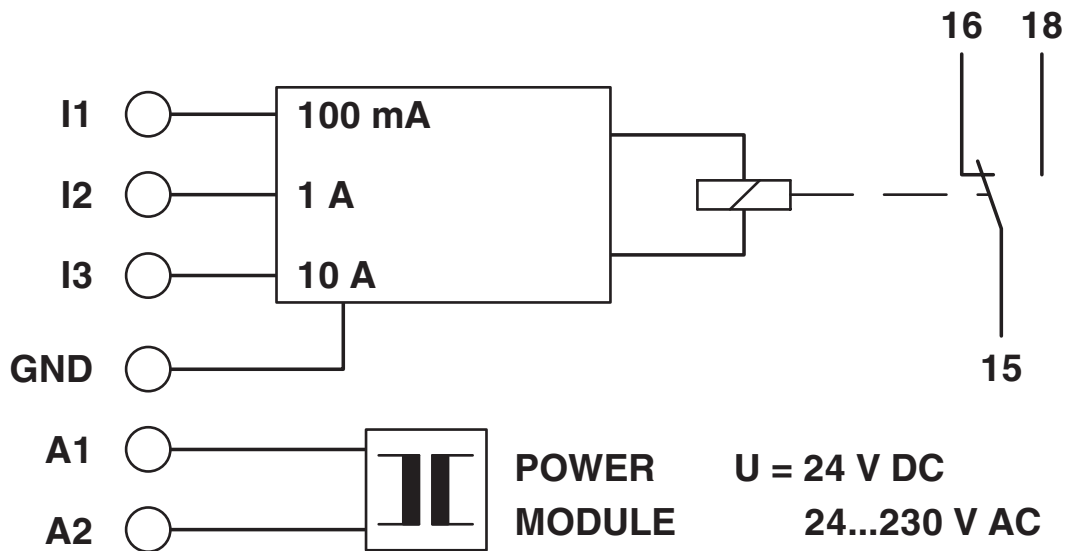 16 18
I1 100 mA
I2 1 A
I3 10 A
GND
15
A1
POWER U = 24 V DC
A2 MODULE 24...230 V AC